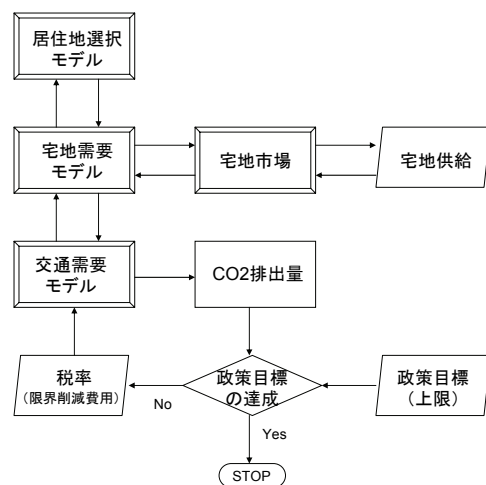 居住地選択
モデル
宅地需要
モデル
宅地市場
宅地供給
交通需要
モデル
CO2排出量
税率
（限界削減費用）
政策目標
の達成
政策目標
（上限）
No
Yes
STOP